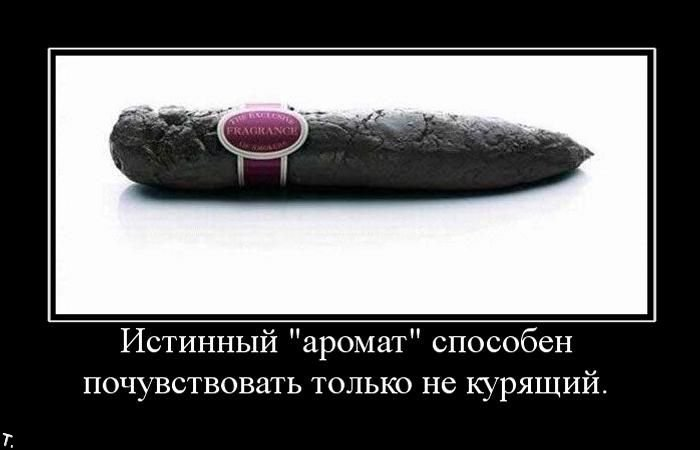 THE EXCLUSIVE
FRAGRANCE
OF SMOKERS
Истинный "аромат" способен
почувствовать только не курящий.
т.